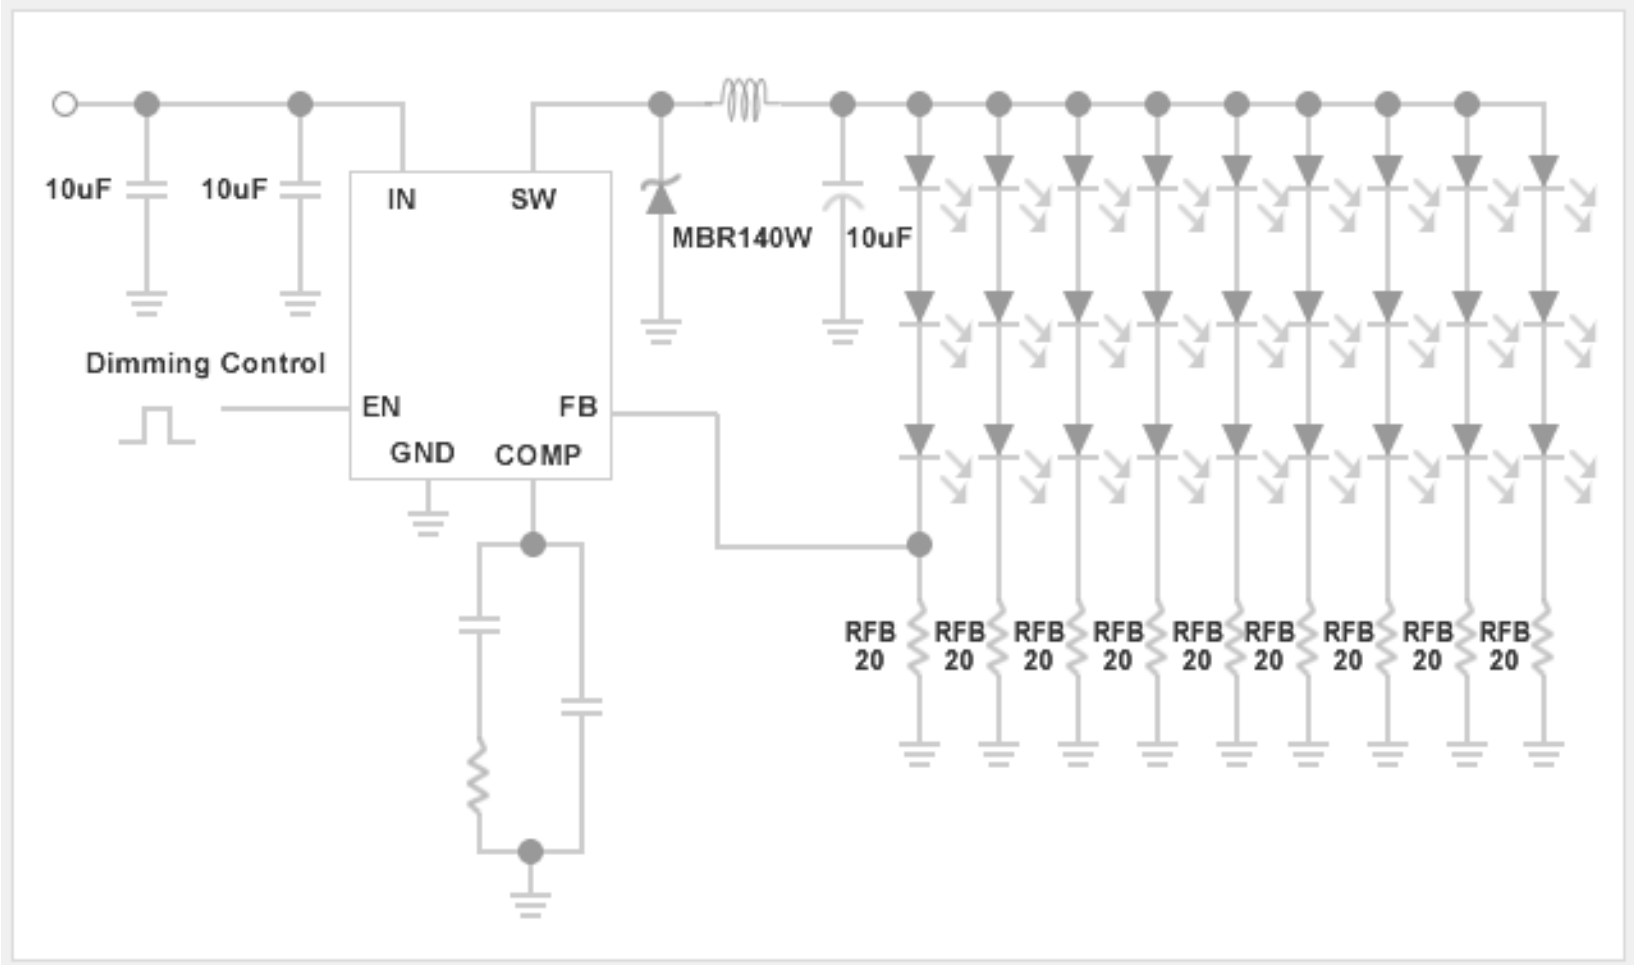 10uF
10uF
IN
SW
MBR140W
10uF
Dimming Control
EN
FB
GND
COMP
RFB
20
RFB
20
RFB
20
RFB
20
RFB
20
RFB
20
RFB
20
RFB
20
RFB
20